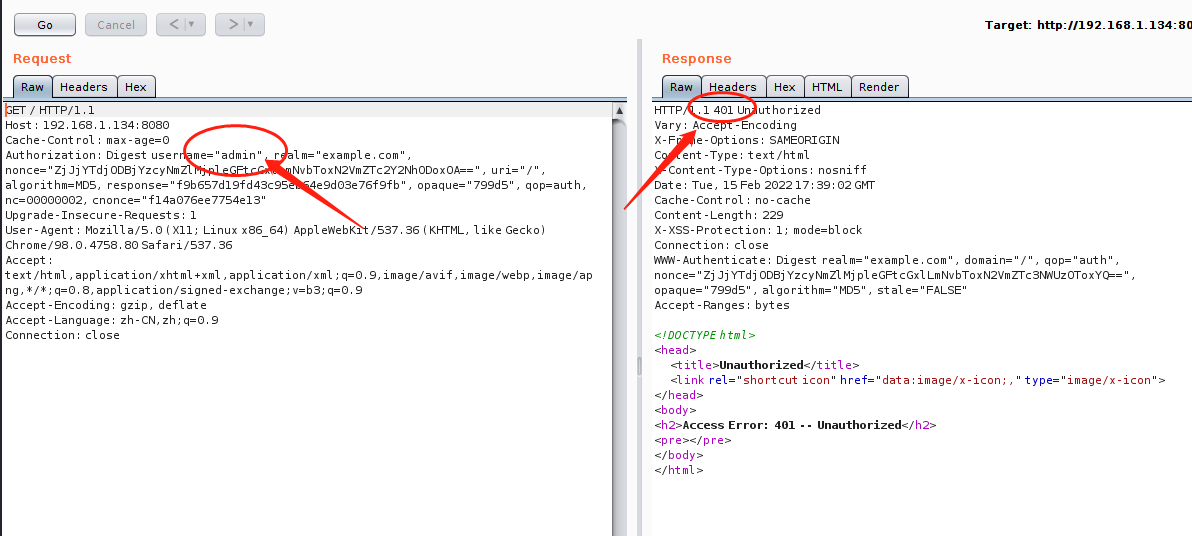 Go Cancel < >
Target: http://192.168.1.134:80
Request
Raw Headers Hex
GET / HTTP/1.1
Host: 192.168.1.134:8080
Cache-Control: max-age=0
Authorization: Digest username="admin", realm="example.com",
uri="/",
algorithm=MD5, response="f9b657d19fd43c95eb64e9d03e76f9fb", opaque="799d5", qop=auth,
nc=00000002, cnonce="f14a076ee7754e13"
Upgrade-Insecure-Requests: 1
User-Agent: Mozilla/5.0 (X11; Linux x86_64) AppleWebKit/537.36 (KHTML, like Gecko)
Chrome/98.0.4758.80 Safari/537.36
Accept:
text/html,application/xhtml+xml,application/xml;q=0.9,image/avif,image/webp,image/ap
ng,*/*;q=0.8,application/signed-exchange;v=b3;q=0.9
Accept-Encoding: gzip, deflate
Accept-Language: zh-CN,zh;q=0.9
Connection: close
Response
Raw Headers Hex HTML Render
HTTP/1.1 401 Unauthorized
Vary: Accept-Encoding
X-Frame-Options: SAMEORIGIN
Content-Type: text/html
X-Content-Type-Options: nosniff
Date: Tue, 15 Feb 2022 17:39:02 GMT
Cache-Control: no-cache
Content-Length: 229
X-XSS-Protection: 1; mode=block
Connection: close
WWW-Authenticate: Digest realm="example.com", domain="/", qop="auth",
nonce="ZjJjYTdjODBjYzcyNmZlMjpleGFtcGxlLmNvbToxN2VmZTc3NWUzOToxYQ==",
opaque="799d5", algorithm="MD5", stale="FALSE"
Accept-Ranges: bytes
<!DOCTYPE html>
<head>
<title>Unauthorized</title>
<link rel="shortcut icon" href="data:image/x-icon;," type="image/x-icon">
</head>
<body>
<h2>Access Error: 401 -- Unauthorized</h2>
<pre></pre>
</body>
</html>